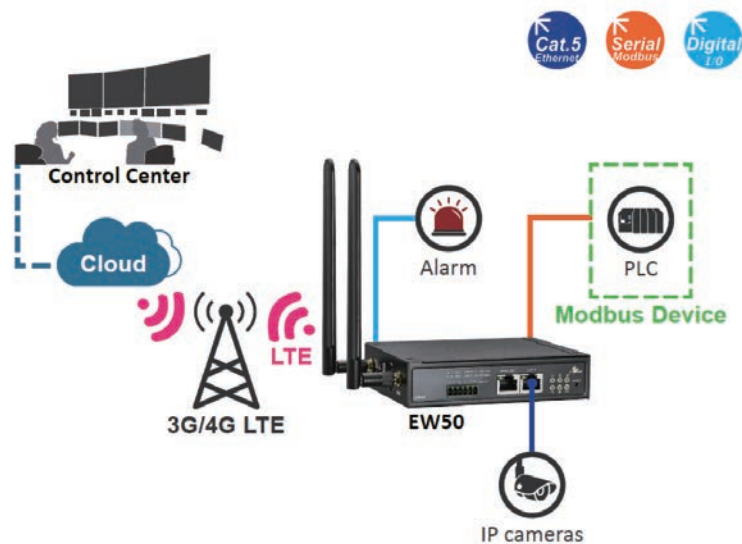 Cat.5
Ethernet
Serial
Modbus
Digital
I/O
Control Center
Cloud
Alarm
PLC
Modbus Device
LTE
3G/4G LTE
EW50
IP cameras